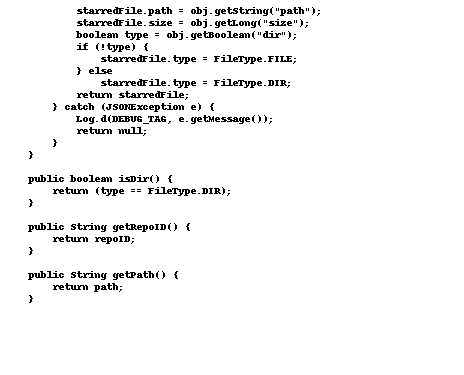 starredFile.path = obj.getString("path");
starredFile.size = obj.getLong("size");
boolean type = obj.getBoolean("dir");
if (!type) {
starredFile.type = FileType.FILE;
} else
starredFile.type = FileType.DIR;
return starredFile;
} catch (JSONException e) {
Log.d(DEBUG_TAG, e.getMessage());
return null;
}
}
public boolean isDir() {
return (type == FileType.DIR);
}
public String getRepoID() {
return repoID;
}
public String getPath() {
return path;
}